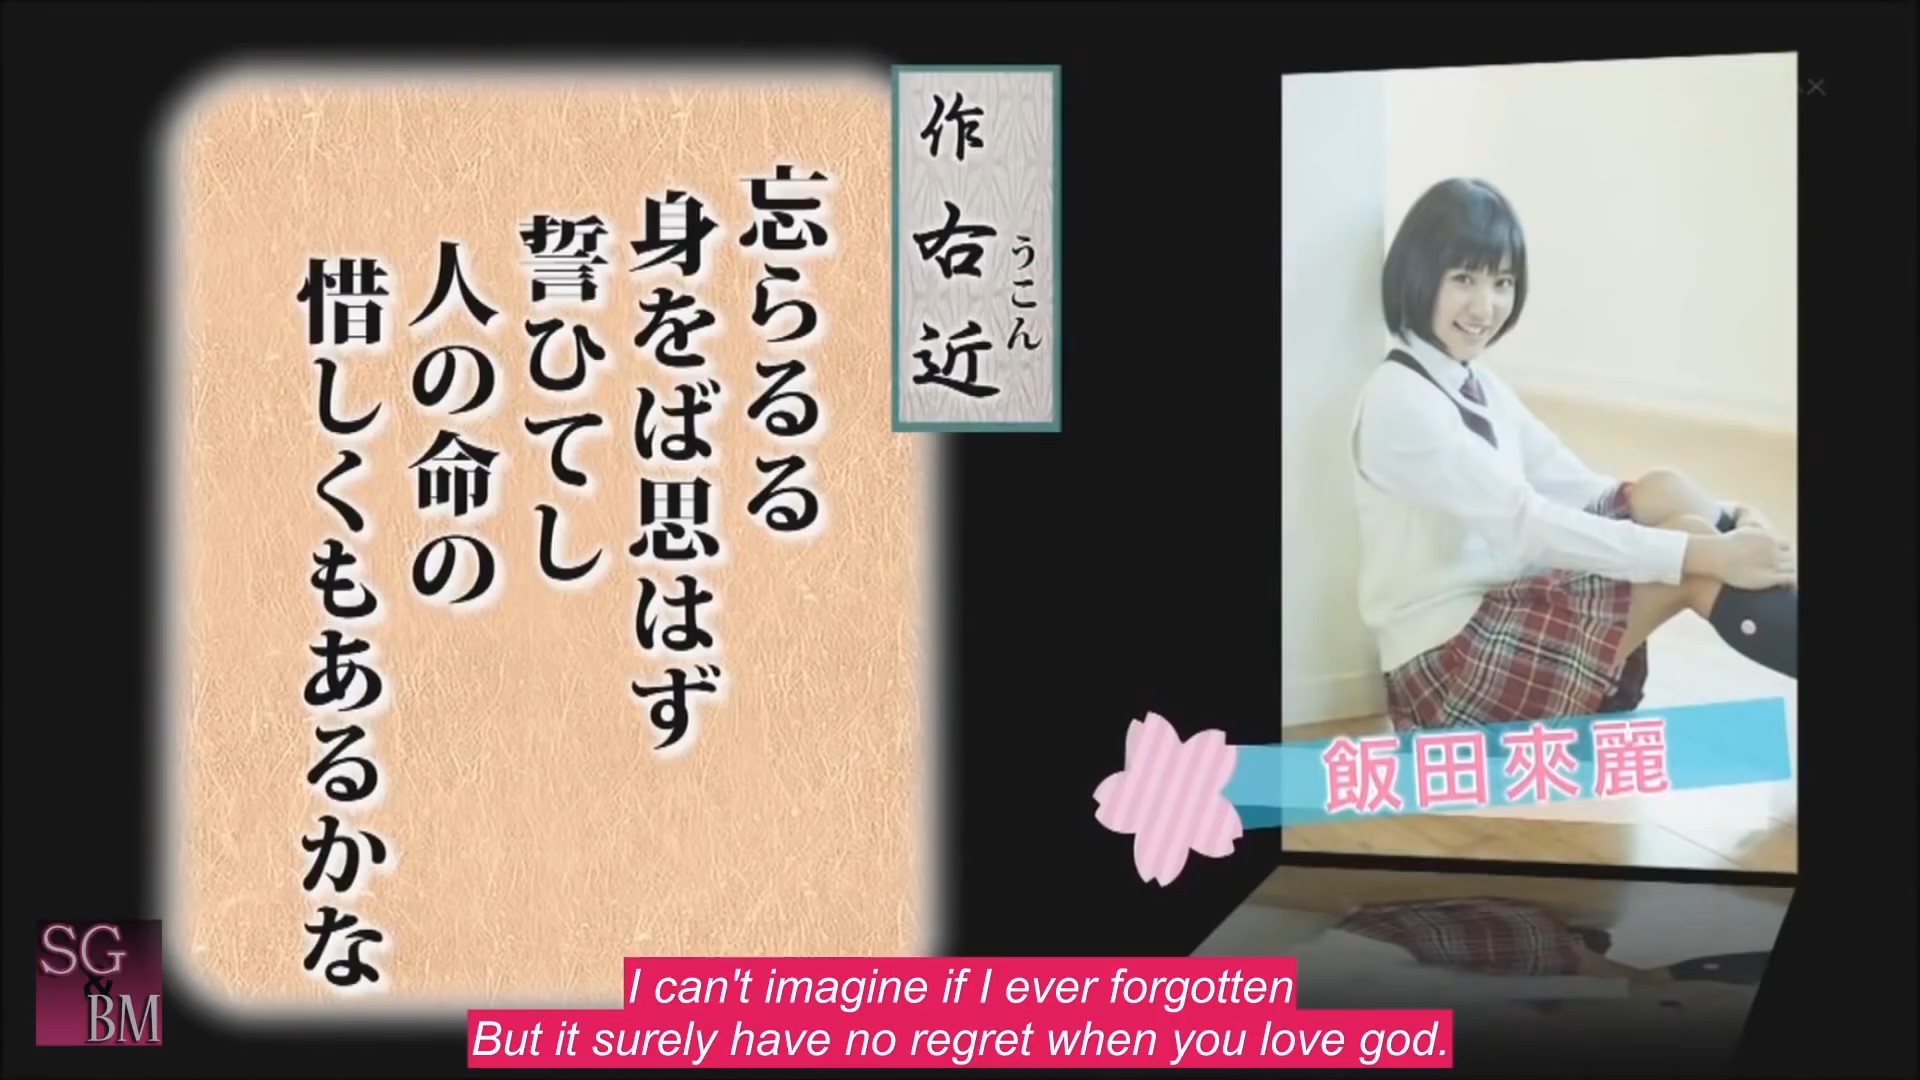 忘らるる
身をば思はず
誓ひてし
人の命の
惜しくもあるかな
作 右近
うこん
飯田來麗
SG
&
BM
I can't imagine if I ever forgotten
But it surely have no regret when you love god.